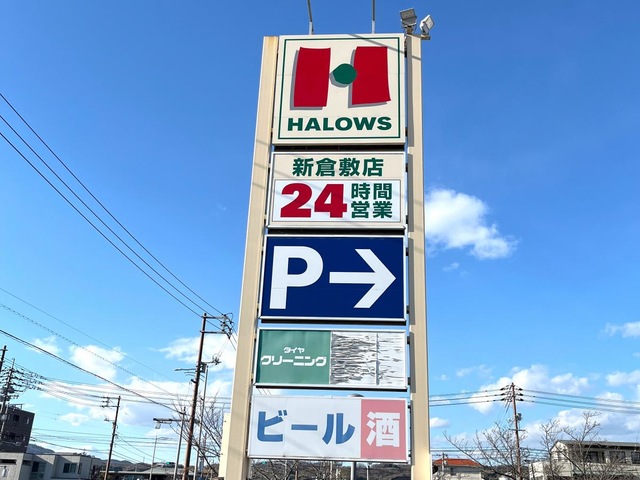 HALOWS
新倉敷店
24時間営業
P→
ダイヤ
クリーニング
ビール 酒